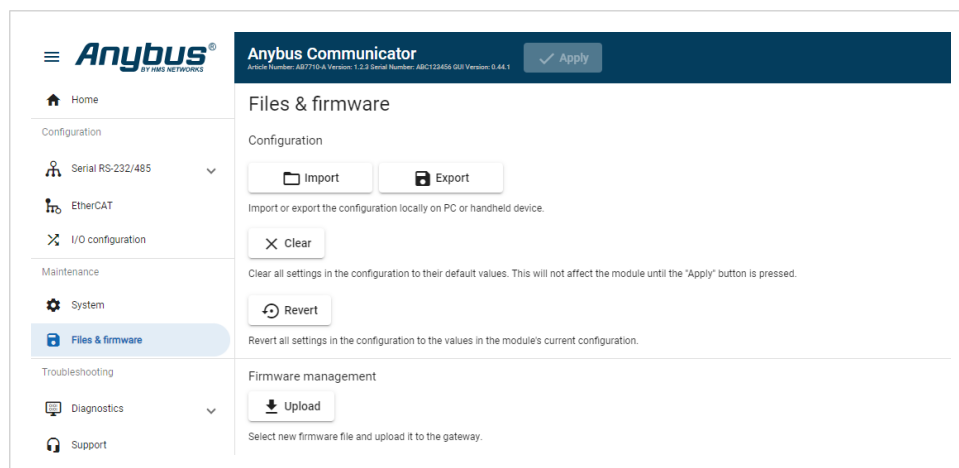 Anybus®
BY HMS NETWORKS
Anybus Communicator
Article Number: AB7710-A Version: 1.2.3 Serial Number: ABC123456 GUI Version: 0.44.1
Apply
Home
Configuration
Serial RS-232/485
EtherCAT
I/O configuration
Maintenance
System
Files & firmware
Troubleshooting
Diagnostics
Support
Files & firmware
Configuration
Import
Export
Import or export the configuration locally on PC or handheld device.
Clear
Clear all settings in the configuration to their default values. This will not affect the module until the "Apply" button is pressed.
Revert
Revert all settings in the configuration to the values in the module's current configuration.
Firmware management
Upload
Select new firmware file and upload it to the gateway.